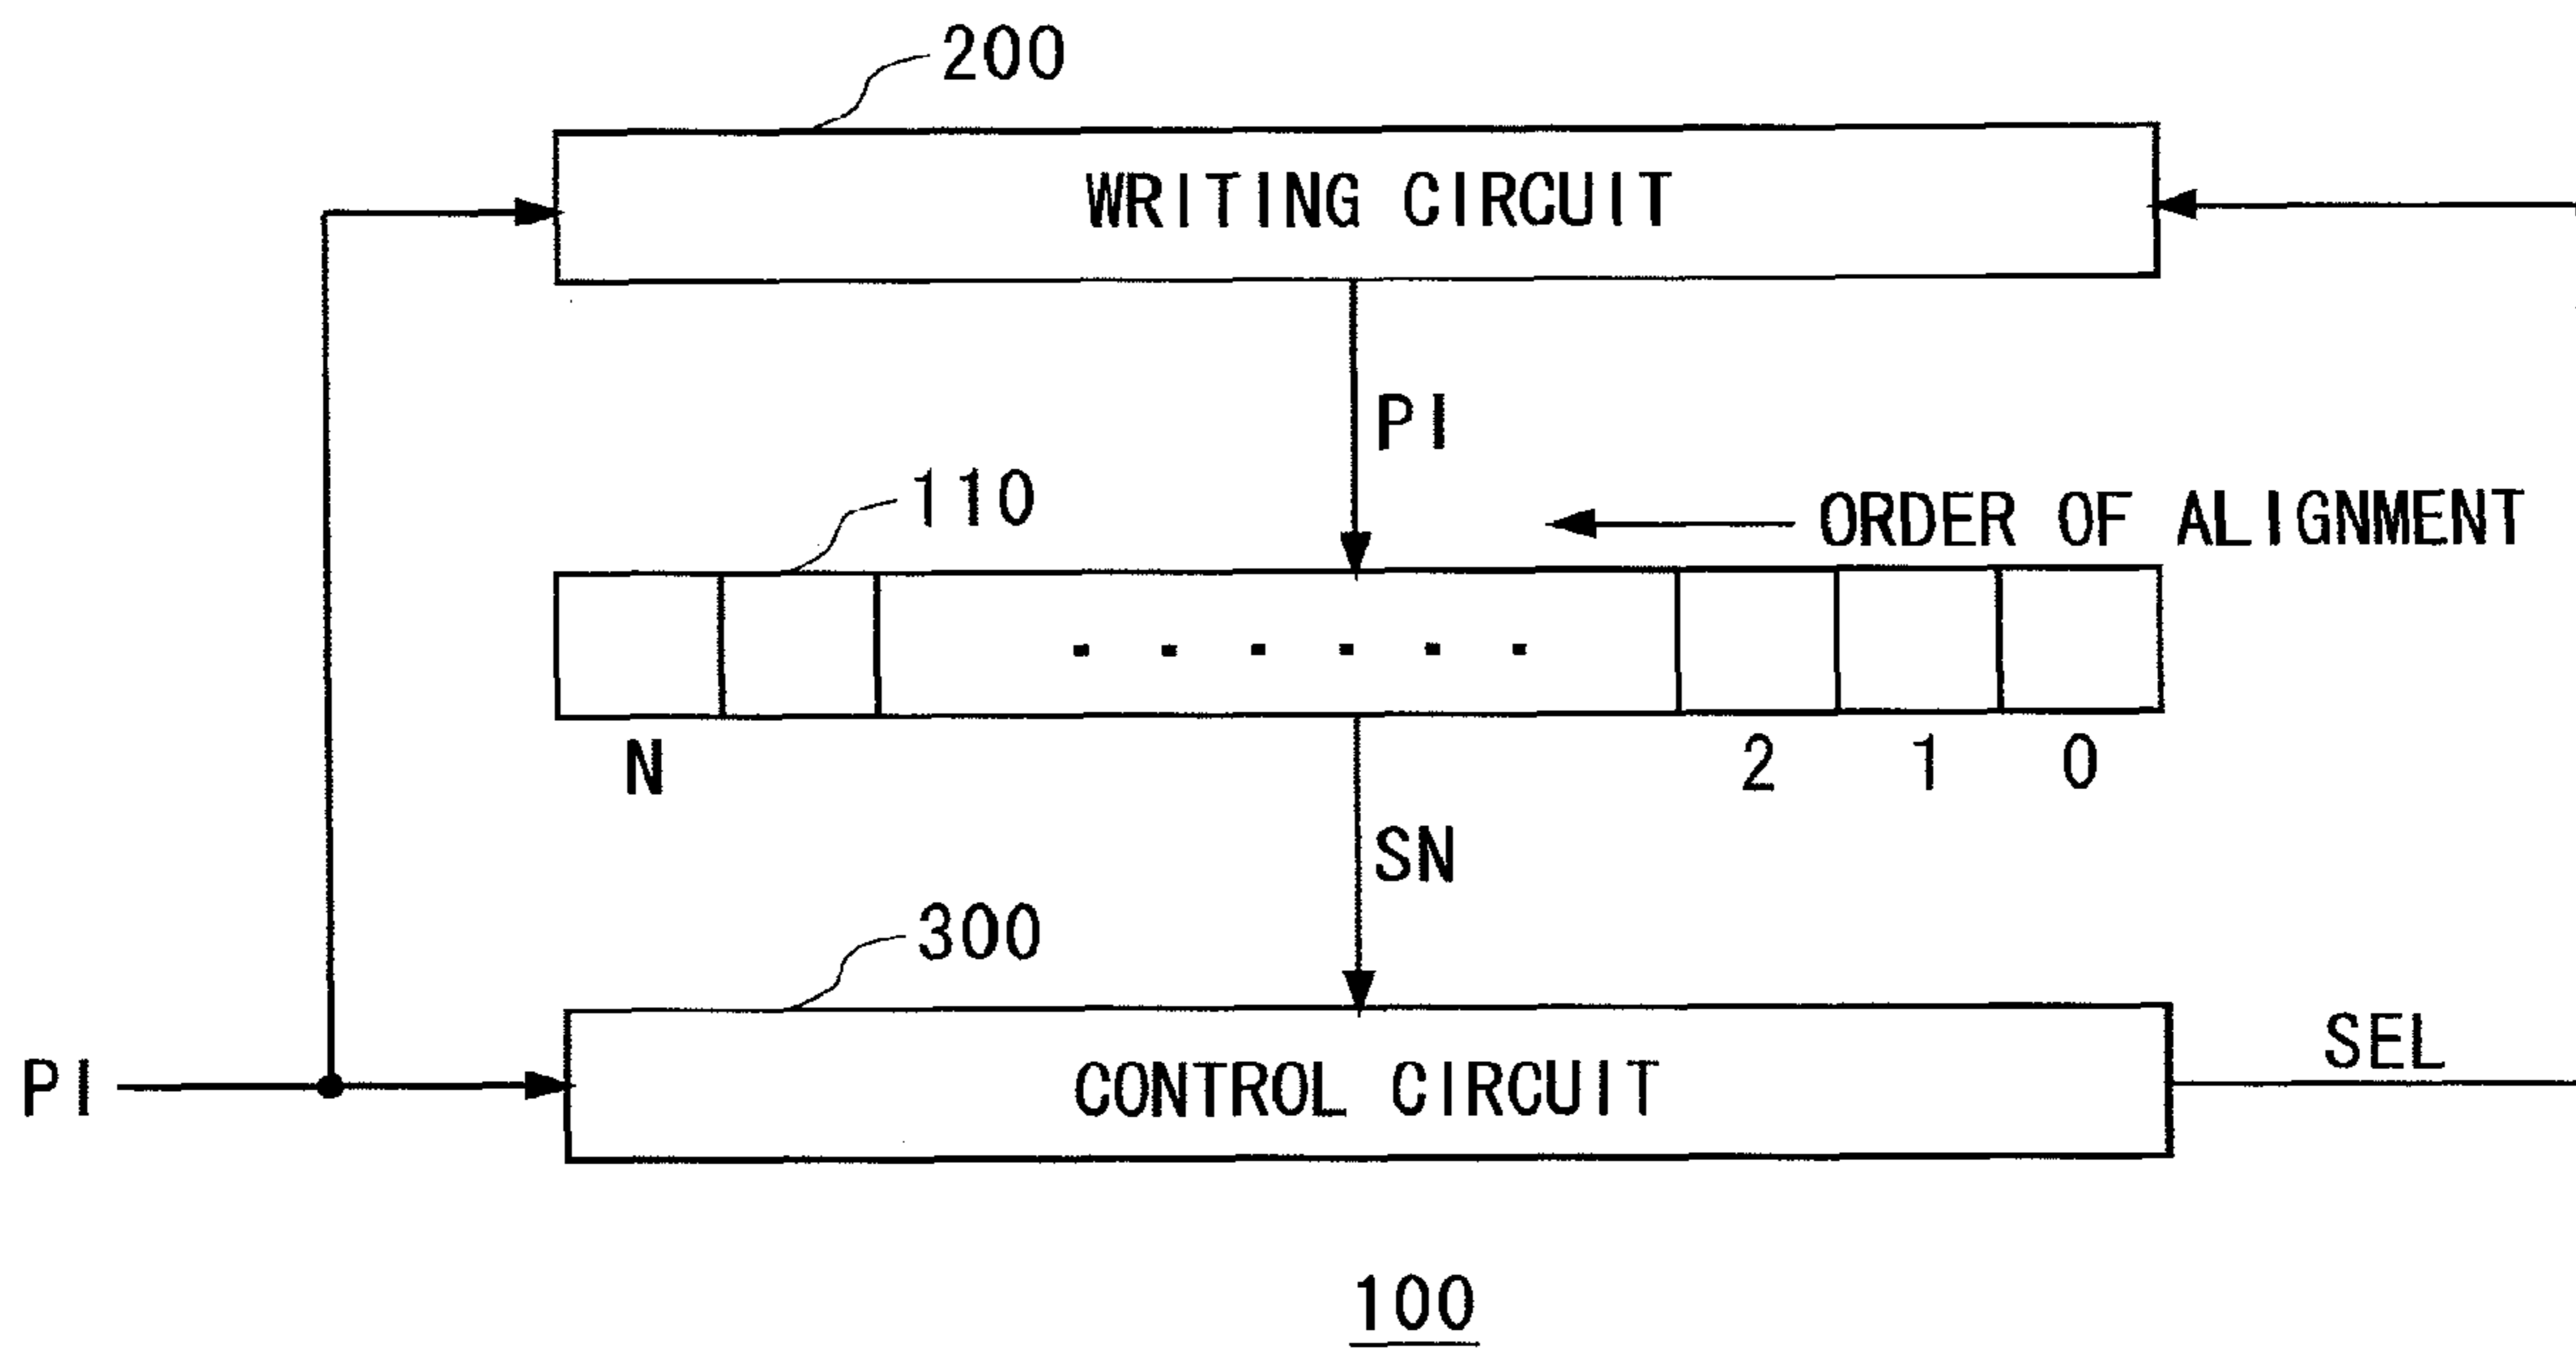 200
WRITING CIRCUIT
PI
110
ORDER OF ALIGNMENT
N
2 1 0
SN
300
PI
CONTROL CIRCUIT
SEL
100